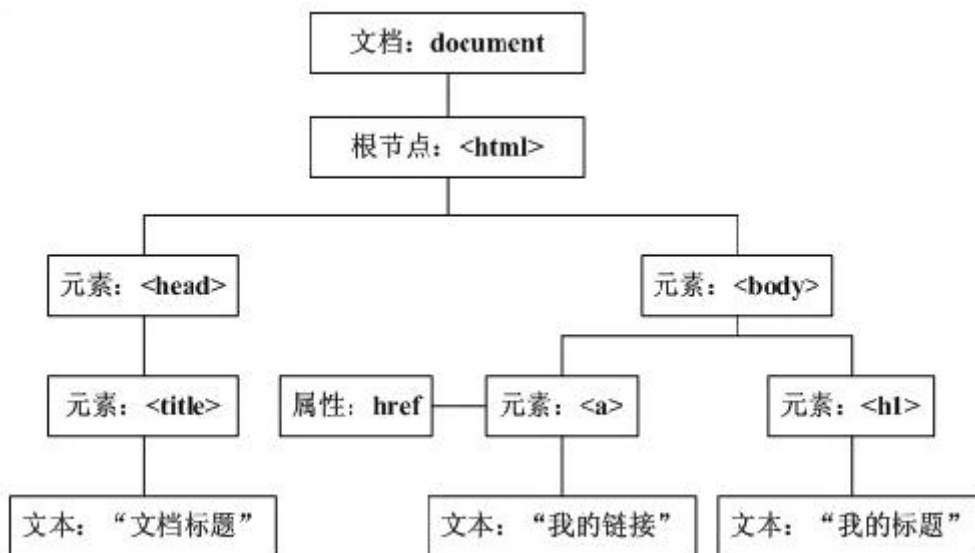 文档：document
根节点：<html>
元素：<head>
元素：<body>
元素：<title>
属性：href
元素：<a>
元素：<h1>
文本：“文档标题”
文本：“我的链接”
文本：“我的标题”